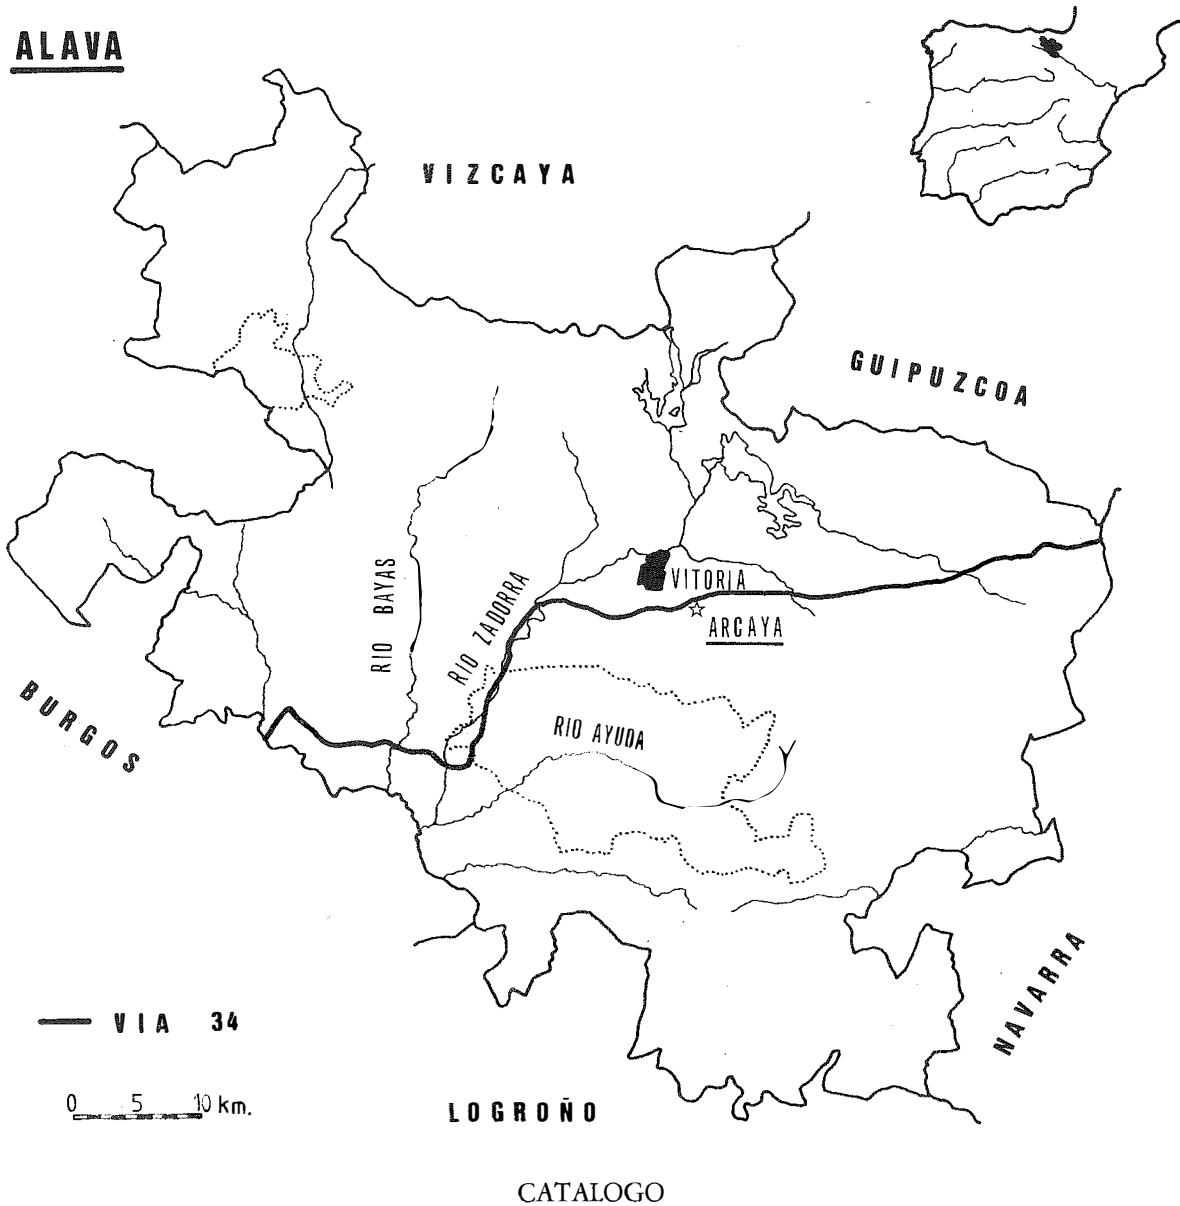 ALAVA
VIZCAYA
GUIPUZCOA
RIO BAYAS
RIO ZADORRA
VITORIA
ARCAYA
BURGOS
RIO AYUDA
NAVARRA
VIA 34
0 5 10 km.
LOGROÑO
CATALOGO